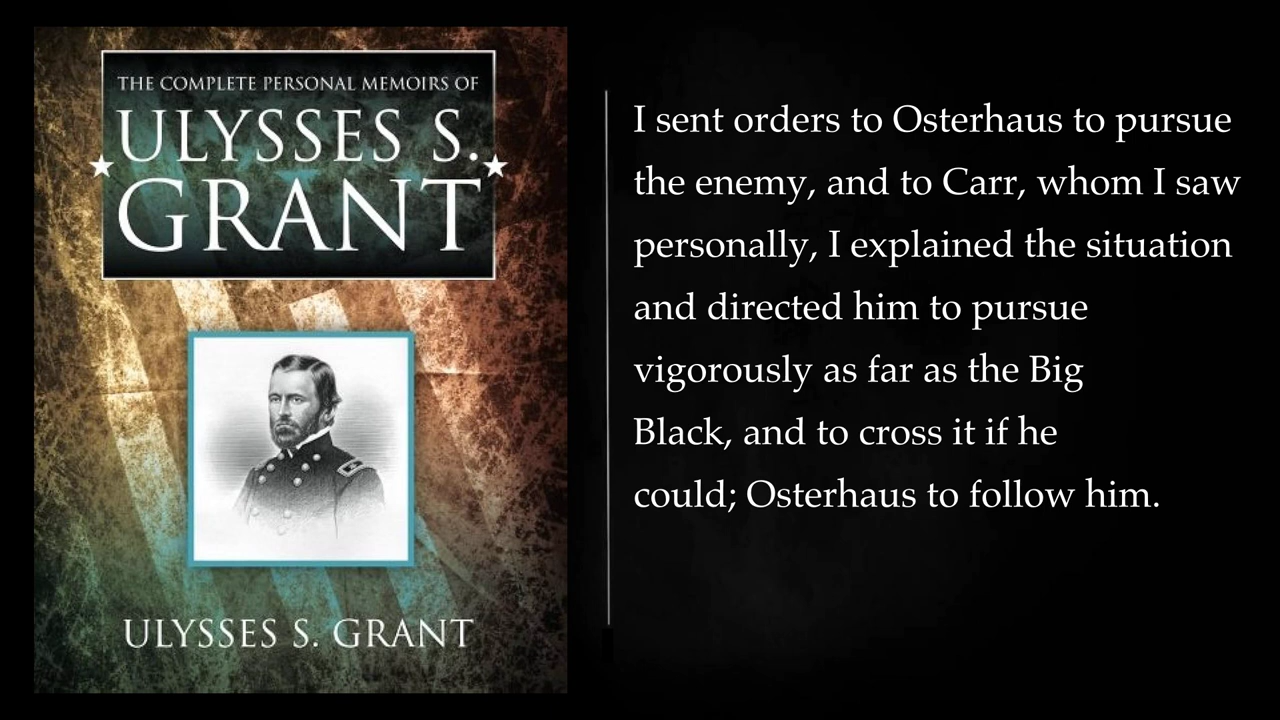 THE COMPLETE PERSONAL MEMOIRS OF
ULYSSES S.
GRANT
ULYSSES S. GRANT
I sent orders to Osterhaus to pursue
the enemy, and to Carr, whom I saw
personally, I explained the situation
and directed him to pursue
vigorously as far as the Big
Black, and to cross it if he
could; Osterhaus to follow him.